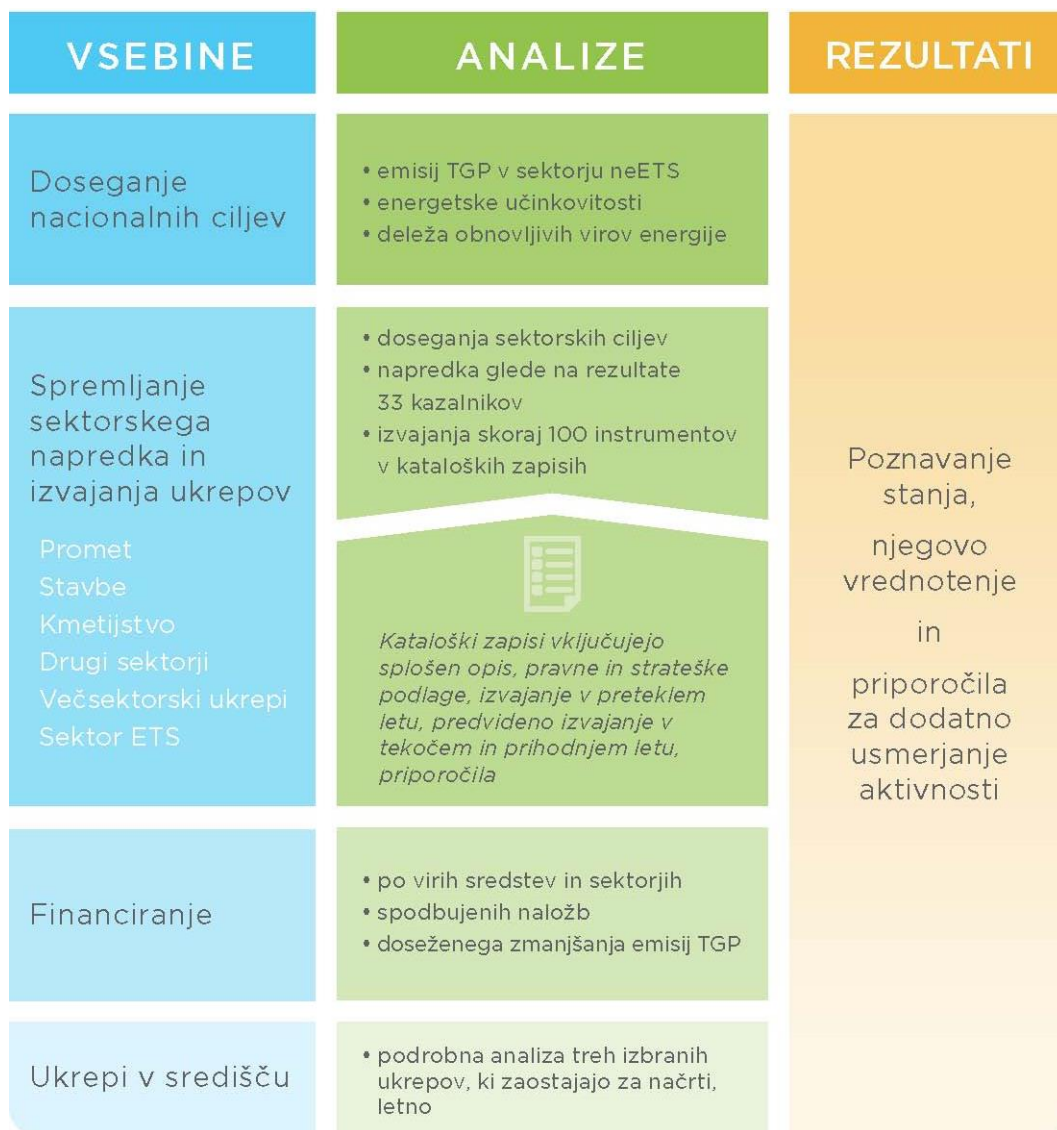 VSEBINE
ANALIZE
REZULTATI
Doseganje
nacionalnih ciljev
• emisij TGP v sektorju neETS
• energetske učinkovitosti
• deleža obnovljivih virov energije
Spremljanje
sektorskega
napredka in
izvajanja ukrepov
Promet
Stavbe
Kmetijstvo
Drugi sektorji
Večsektorski ukrepi
Sektor ETS
• doseganja sektorskih ciljev
• napredka glede na rezultate
33 kazalnikov
• izvajanja skoraj 100 instrumentov
v kataloških zapisih
Kataloški zapisi vključujejo
splošen opis, pravne in strateške
podlage, izvajanje v preteklem
letu, predvideno izvajanje v
tekočem in prihodnjem letu,
priporočila
Financiranje
• po virih sredstev in sektorjih
• spodbujenih naložb
• doseženega zmanjšanja emisij TGP
Ukrepi v središču
• podrobna analiza treh izbranih
ukrepov, ki zaostajajo za načrti,
letno
Poznavanje
stanja,
njegovo
vrednotenje
in
priporočila
za dodatno
usmerjanje
aktivnosti